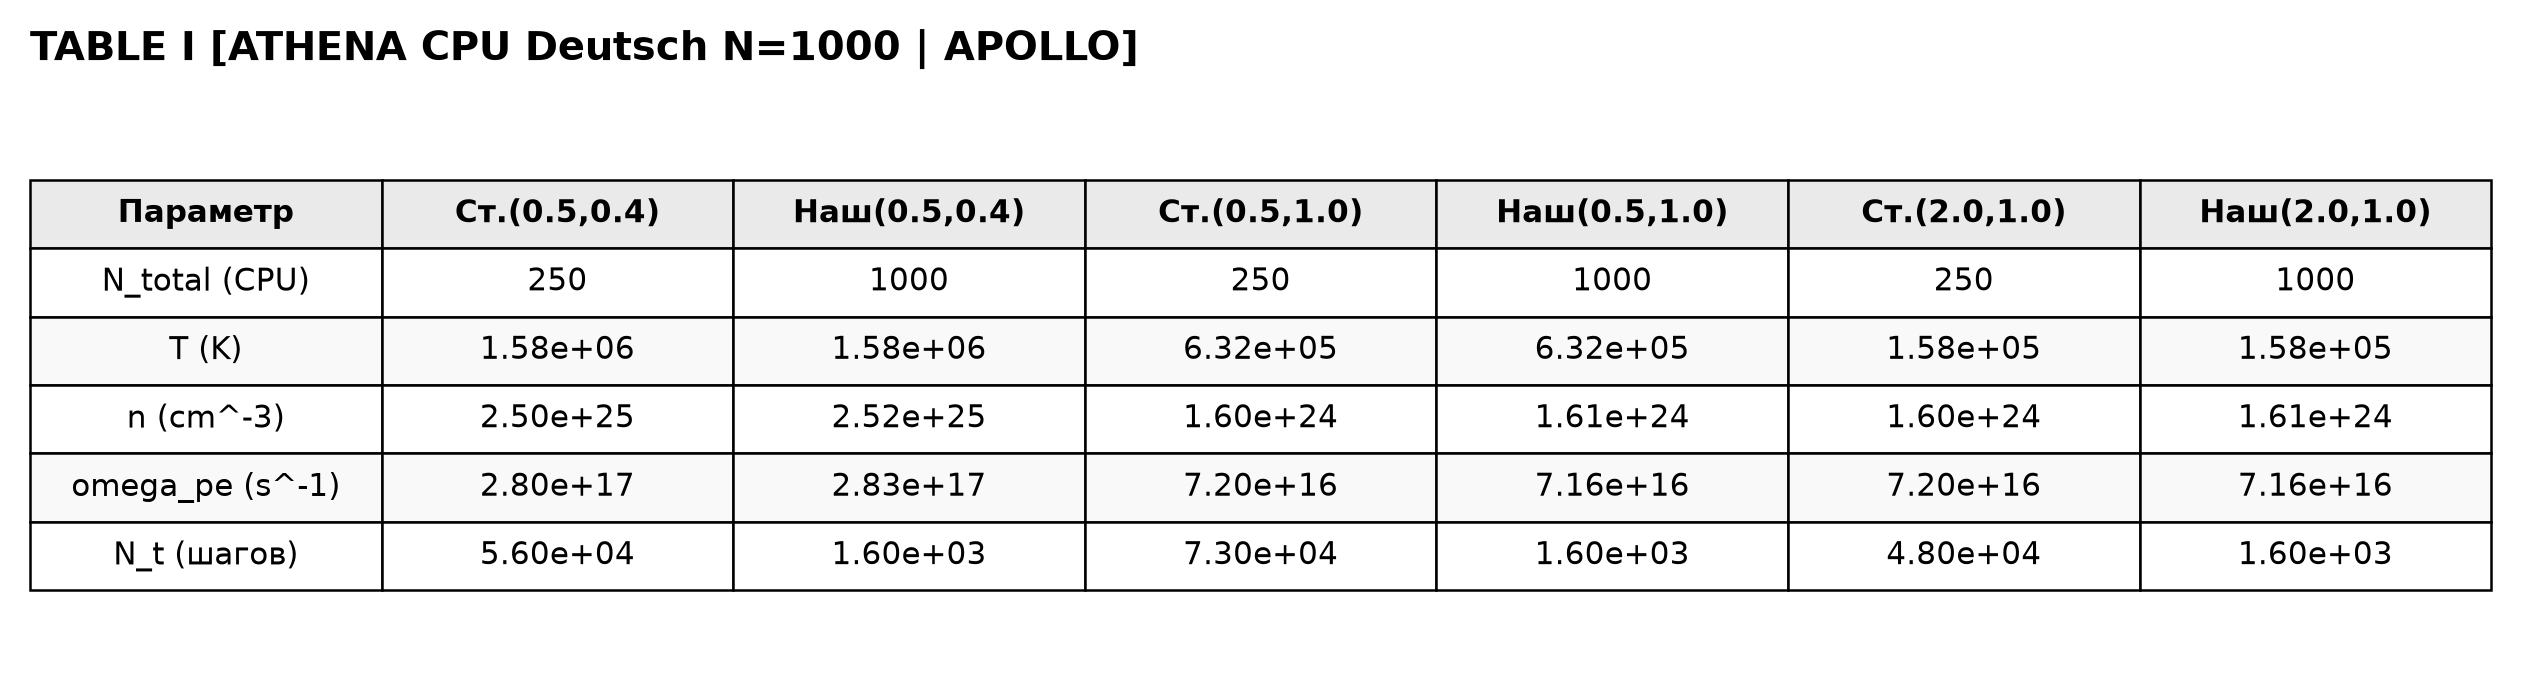 TABLE I [ATHENA CPU Deutsch N=1000 | APOLLO]
Параметр Ст.(0.5,0.4) Наш(0.5,0.4) Ст.(0.5,1.0) Наш(0.5,1.0) Ст.(2.0,1.0) Наш(2.0,1.0)
N_total (CPU) 250 1000 250 1000 250 1000
T (K) 1.58e+06 1.58e+06 6.32e+05 6.32e+05 1.58e+05 1.58e+05
n (cm^-3) 2.50e+25 2.52e+25 1.60e+24 1.61e+24 1.60e+24 1.61e+24
omega_pe (s^-1) 2.80e+17 2.83e+17 7.20e+16 7.16e+16 7.20e+16 7.16e+16
N_t (шагов) 5.60e+04 1.60e+03 7.30e+04 1.60e+03 4.80e+04 1.60e+03